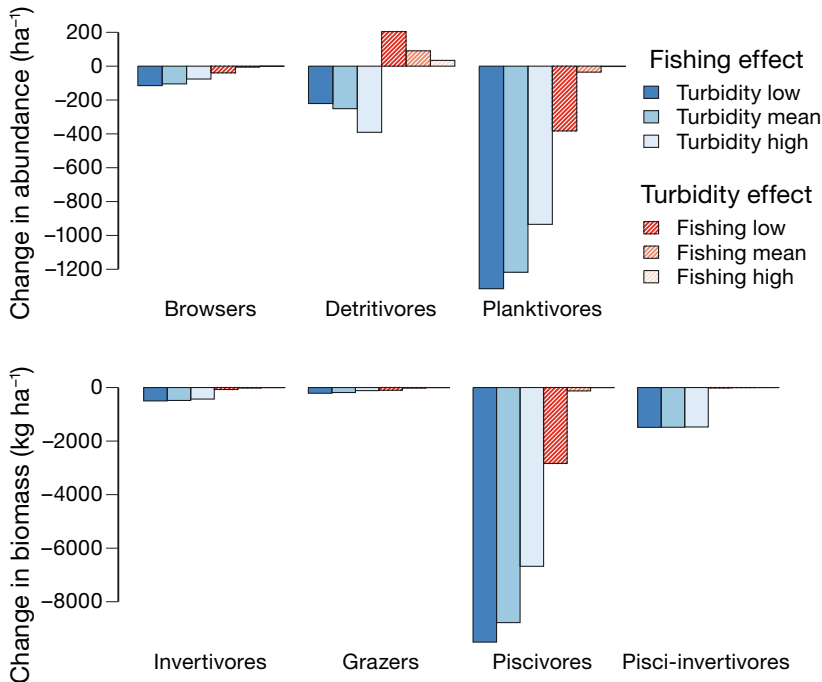 Change in abundance (ha⁻¹)
200
0
−200
−400
−600
−800
−1000
−1200
Browsers
Detritivores
Planktivores
Fishing effect
Turbidity low
Turbidity mean
Turbidity high
Turbidity effect
Fishing low
Fishing mean
Fishing high
Change in biomass (kg ha⁻¹)
0
−2000
−4000
−6000
−8000
Invertivores
Grazers
Piscivores
Pisci-invertivores